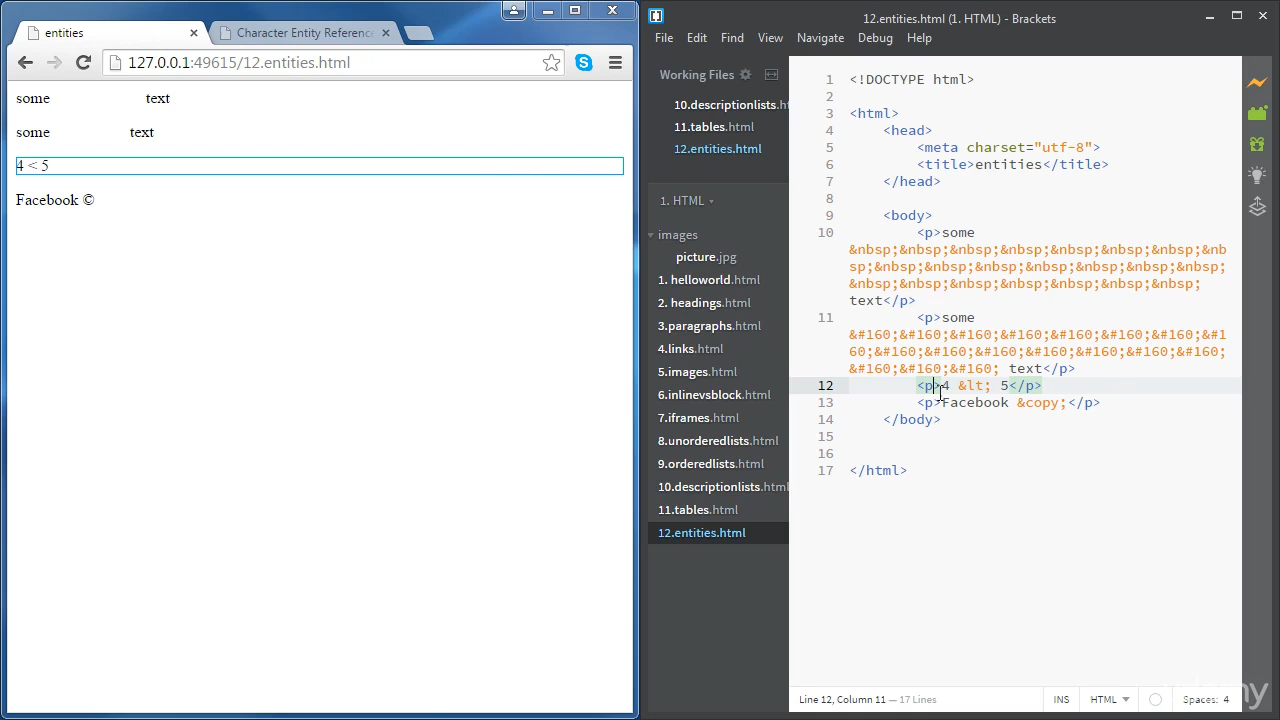 entities
Character Entity Reference
127.0.0.1:49615/12.entities.html
some text
some text
4 < 5
Facebook ©
12.entities.html (1. HTML) - Brackets
File Edit Find View Navigate Debug Help
Working Files
10.descriptionlists.ht
11.tables.html
12.entities.html
1. HTML
images
picture.jpg
1. helloworld.html
2. headings.html
3.paragraphs.html
4.links.html
5.images.html
6.inlinevsblock.html
7.iframes.html
8.unorderedlists.html
9.orderedlists.html
10.descriptionlists.html
11.tables.html
12.entities.html
1 <!DOCTYPE html>
2
3 <html>
4 <head>
5 <meta charset="utf-8">
6 <title>entities</title>
7 </head>
8
9 <body>
10 <p>some
&nbsp;&nbsp;&nbsp;&nbsp;&nbsp;&nbsp;&nbsp;&nb
sp;&nbsp;&nbsp;&nbsp;&nbsp;&nbsp;&nbsp;&nbsp;
&nbsp;&nbsp;&nbsp;&nbsp;&nbsp;&nbsp;&nbsp;
text</p>
11 <p>some
&#160;&#160;&#160;&#160;&#160;&#160;&#160;&#1
60;&#160;&#160;&#160;&#160;&#160;&#160;&#160;
&#160;&#160;&#160; text</p>
12 <p>4 &lt; 5</p>
13 <p>Facebook &copy;</p>
14 </body>
15
16
17 </html>
Line 12, Column 11 — 17 Lines
INS HTML Spaces: 4
udemy